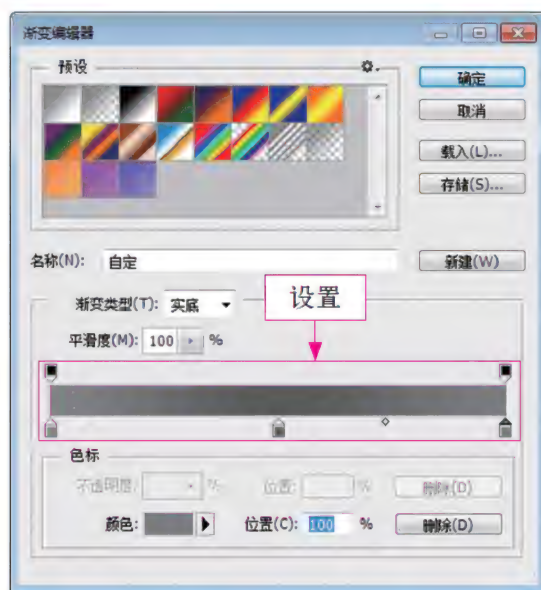 渐变编辑器
预设
确定
取消
载入(L)...
存储(S)...
名称(N): 自定
新建(W)
渐变类型(T): 实底
设置
平滑度(M): 100 %
色标
不透明度: %
位置: %
删除(D)
颜色:
位置(C): 100 %
删除(D)